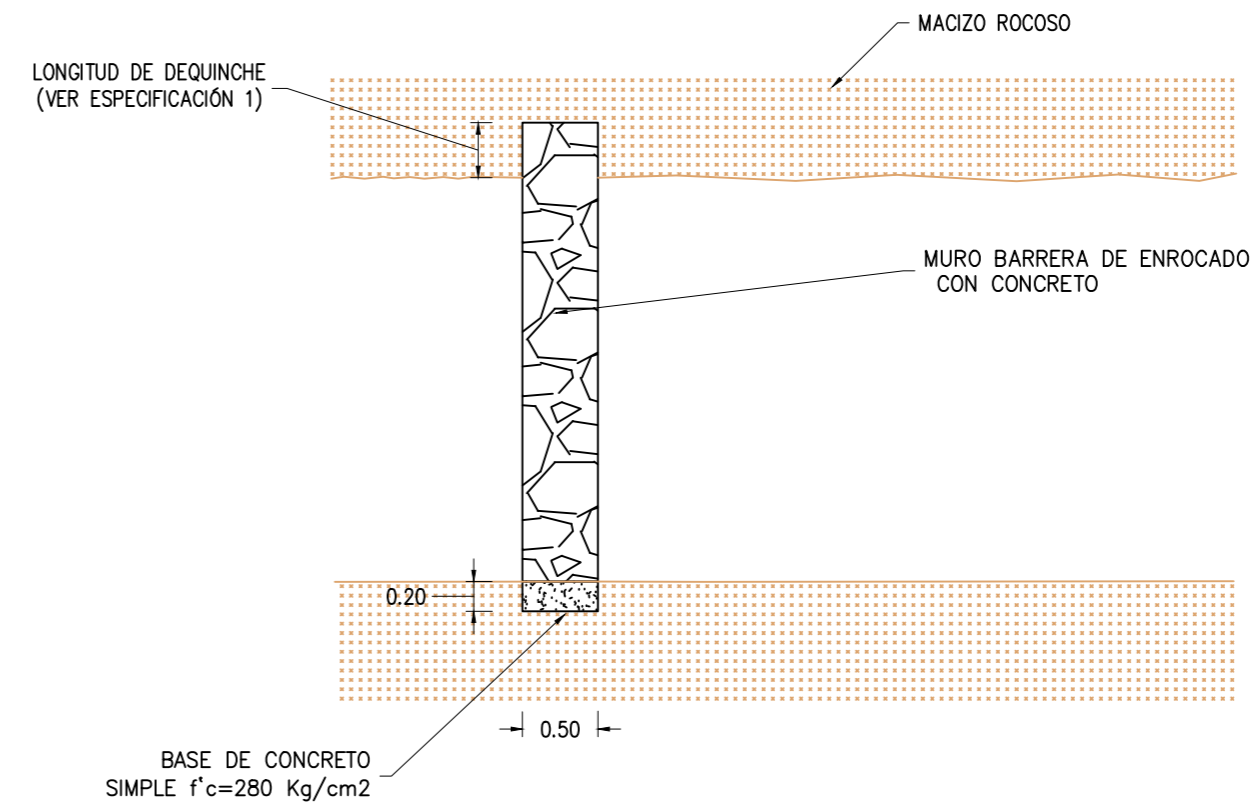 MACIZO ROCOSO
LONGITUD DE DEQUINCHE
(VER ESPECIFICACIÓN 1)
MURO BARRERA DE ENROCADO
CON CONCRETO
0.20
0.50
BASE DE CONCRETO
SIMPLE f'c=280 Kg/cm2